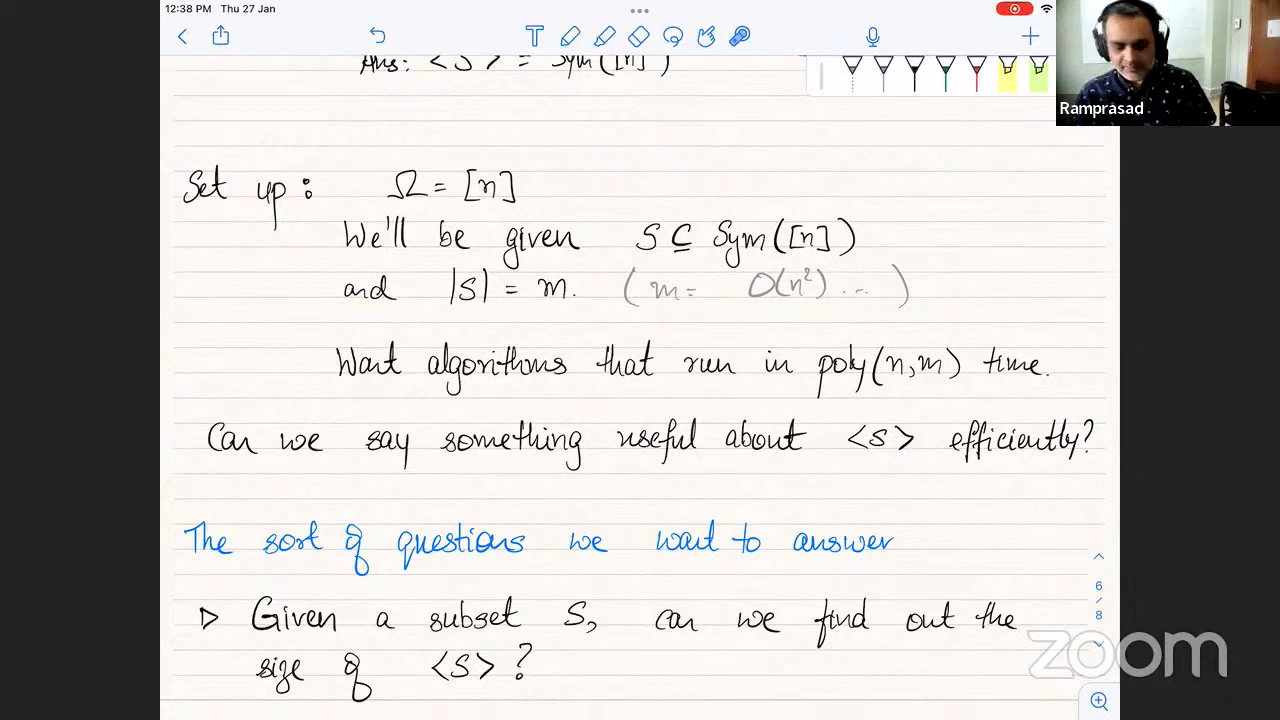 12:38 PM Thu 27 Jan
Ans: <S> = Sym([n])
Ramprasad
Set up: Ω = [n]
We'll be given S ⊆ Sym([n])
and |S| = m. (m = O(n²) ...)
Want algorithms that run in poly(n,m) time.
Can we say something useful about <S> efficiently?
The sort of questions we want to answer
▷ Given a subset S, can we find out the
size of <S> ?
6
/
8
zoom